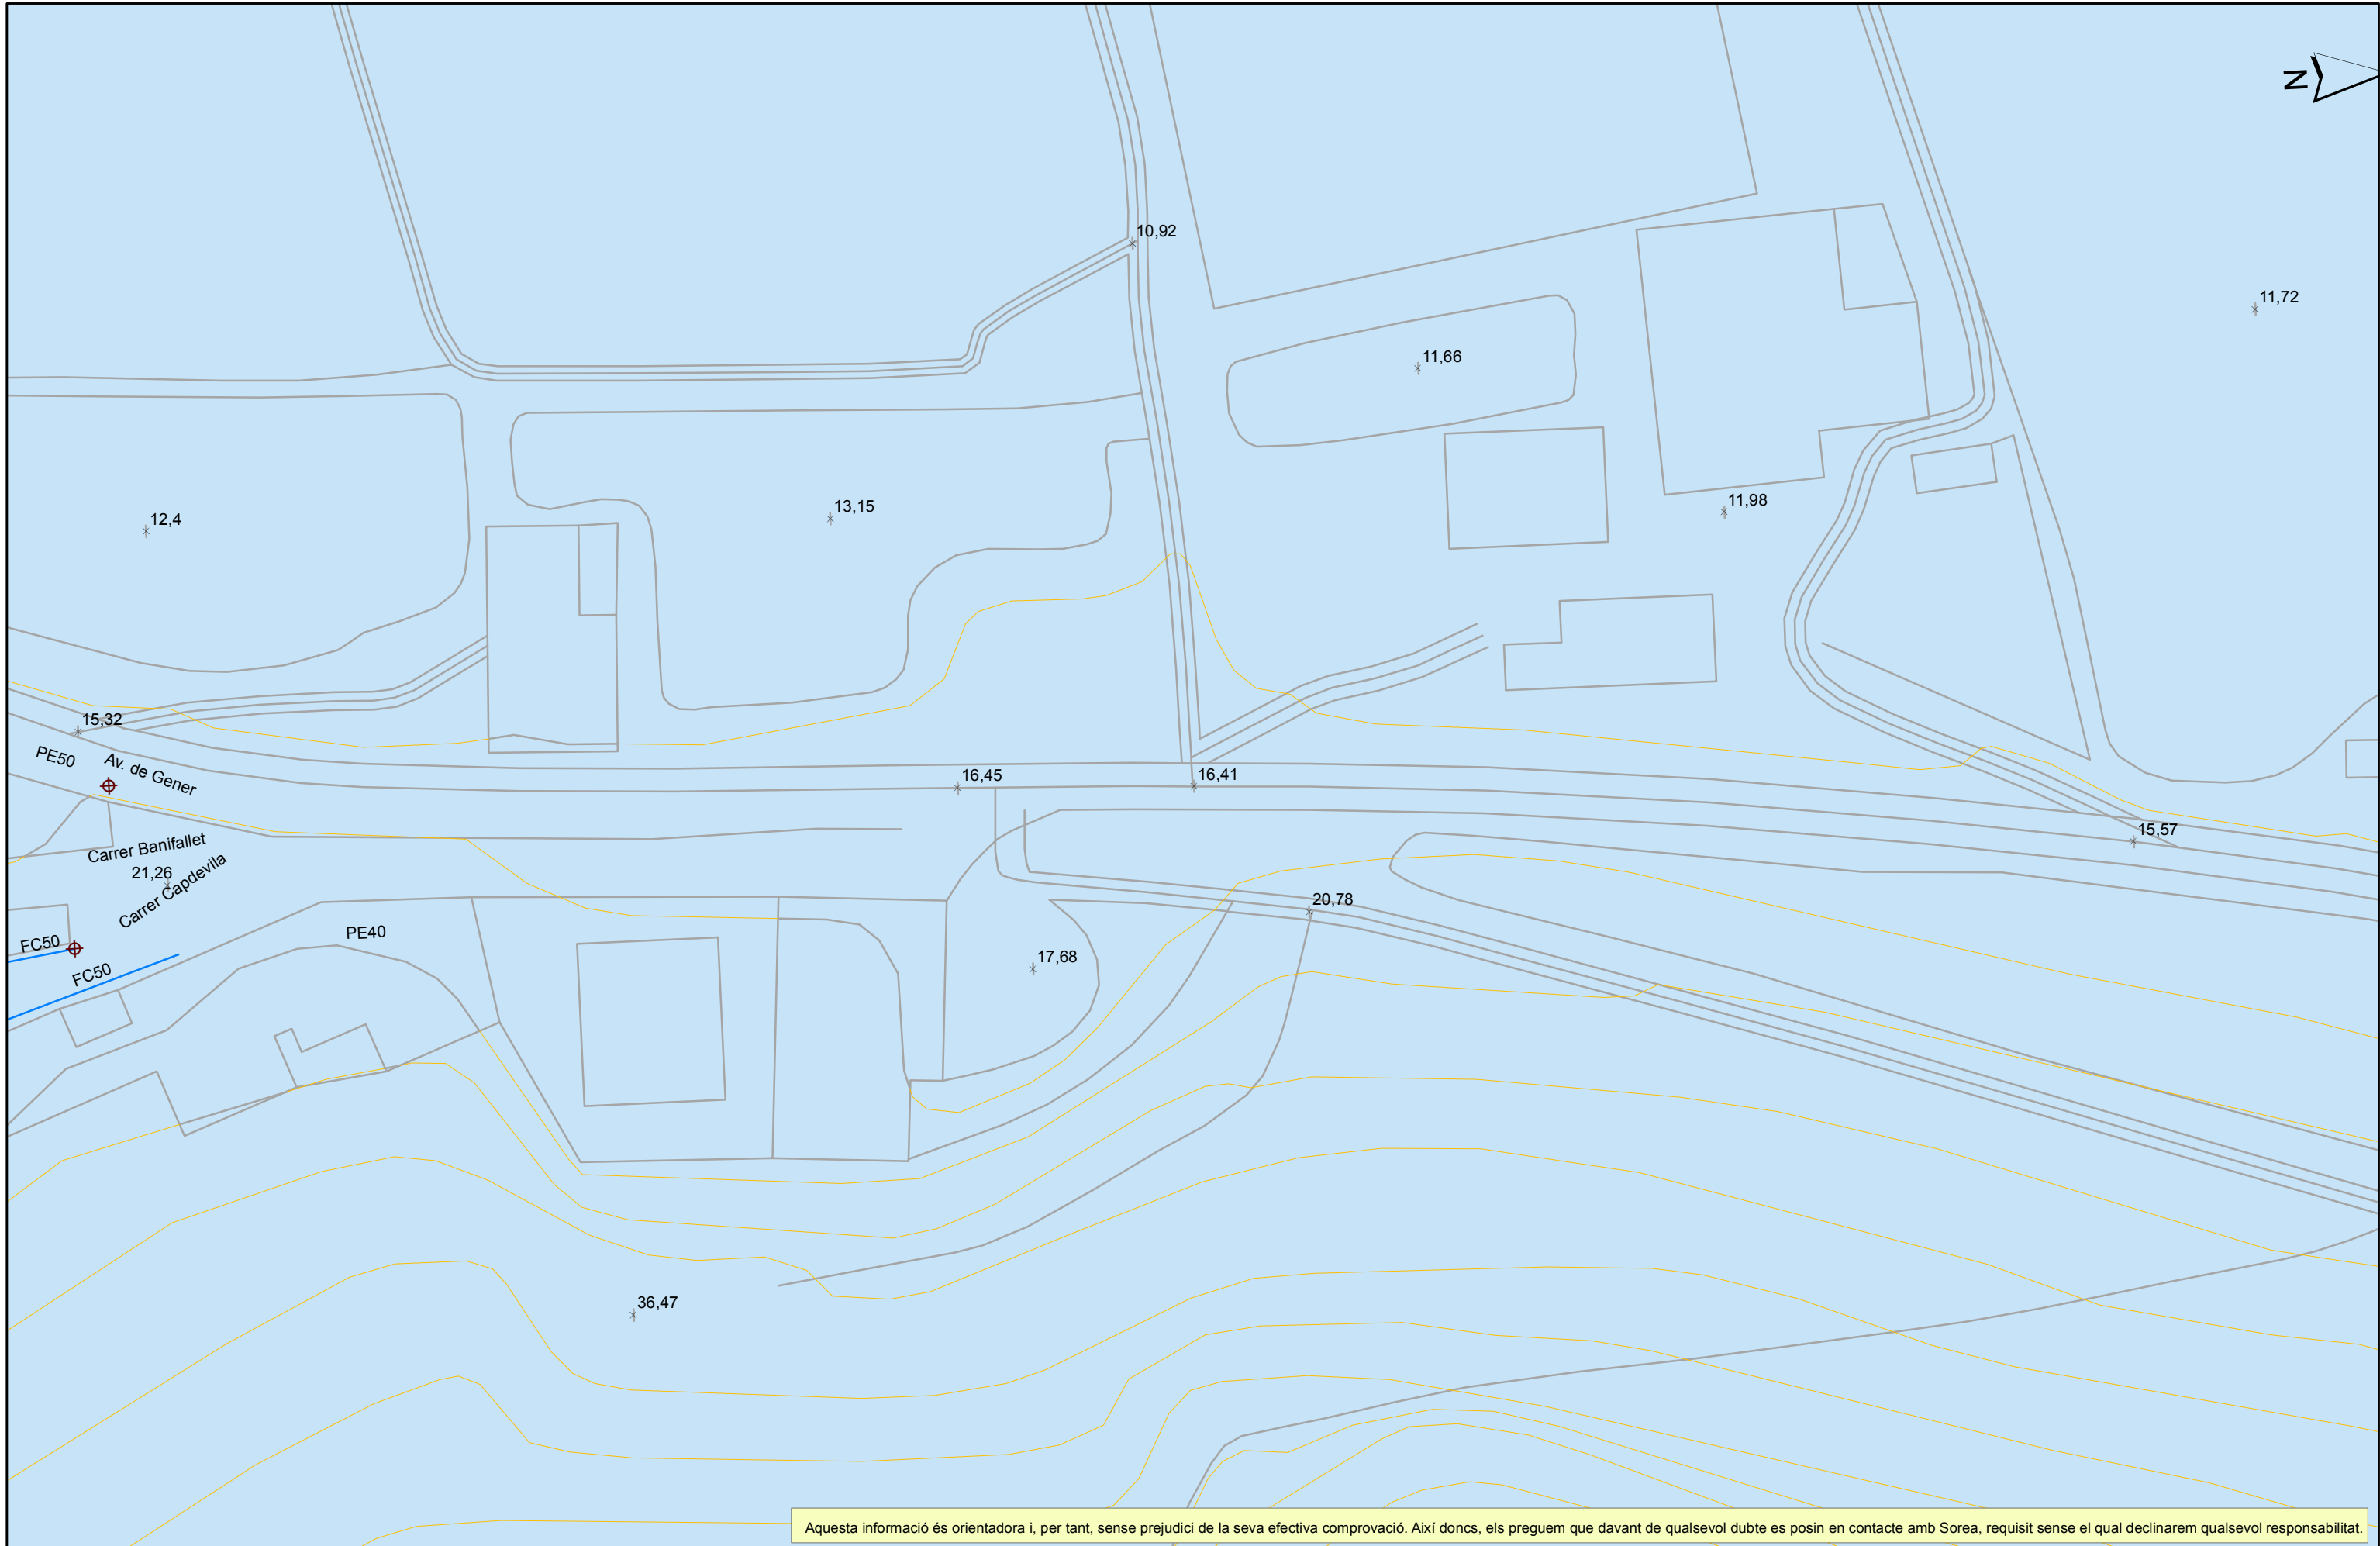 N
10,92
11,72
11,66
12,4
13,15
11,98
15,32
PE50
Av. de Gener
16,45
16,41
15,57
Carrer Banifallet
21,26
Carrer Capdevila
20,78
PE40
FC50
17,68
FC50
36,47
Aquesta informació és orientadora i, per tant, sense prejudici de la seva efectiva comprovació. Així doncs, els preguem que davant de qualsevol dubte es posin en contacte amb Sorea, requisit sense el qual declinarem qualsevol responsabilitat.